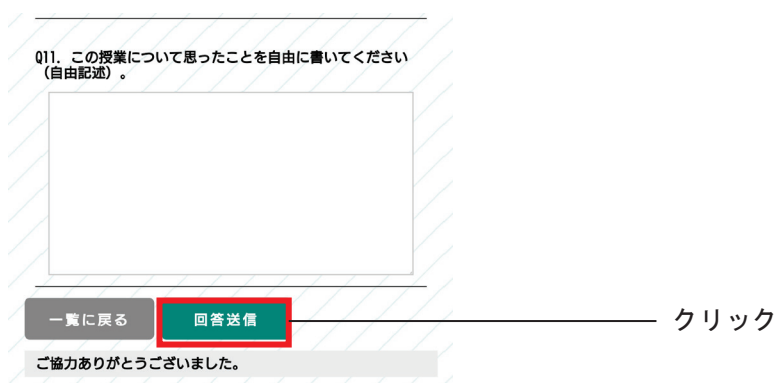 Q11. この授業について思ったことを自由に書いてください
（自由記述）。
一覧に戻る
回答送信
クリック
ご協力ありがとうございました。